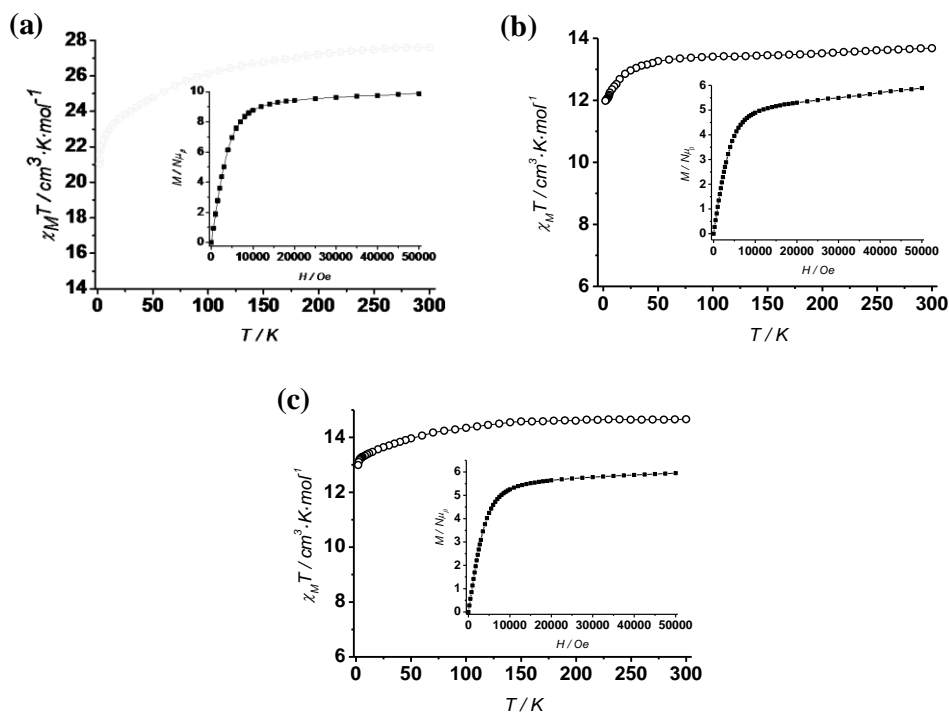 (a)
28
26
24
22
20
18
16
14
χMT / cm³·K·mol⁻¹
0 50 100 150 200 250 300
T / K
10
8
6
4
2
0
M / Nμβ
0 10000 20000 30000 40000 50000
H / Oe
(b)
14
12
10
8
6
χMT / cm³·K·mol⁻¹
0 50 100 150 200 250 300
T / K
6
5
4
3
2
1
0
M / Nμβ
0 10000 20000 30000 40000 50000
H / Oe
(c)
14
12
10
8
6
χMT / cm³·K·mol⁻¹
0 50 100 150 200 250 300
T / K
6
5
4
3
2
1
0
M / Nμβ
0 10000 20000 30000 40000 50000
H / Oe